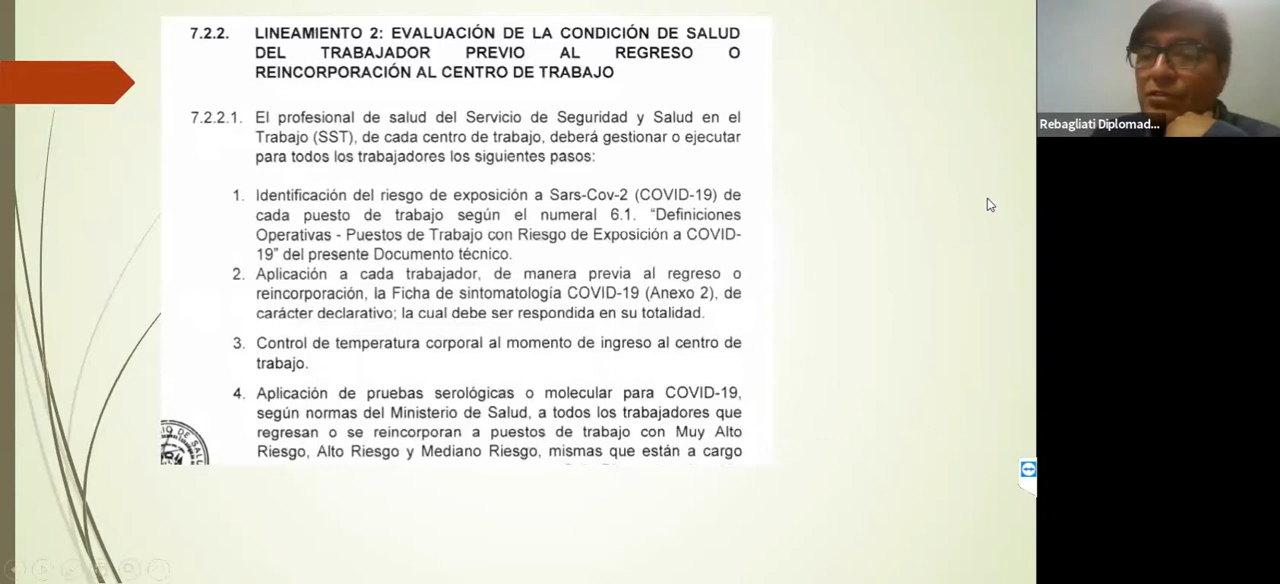 7.2.2. LINEAMIENTO 2: EVALUACIÓN DE LA CONDICIÓN DE SALUD
DEL TRABAJADOR PREVIO AL REGRESO O
REINCORPORACIÓN AL CENTRO DE TRABAJO
7.2.2.1. El profesional de salud del Servicio de Seguridad y Salud en el
Trabajo (SST), de cada centro de trabajo, deberá gestionar o ejecutar
para todos los trabajadores los siguientes pasos:
1. Identificación del riesgo de exposición a Sars-Cov-2 (COVID-19) de
cada puesto de trabajo según el numeral 6.1. “Definiciones
Operativas - Puestos de Trabajo con Riesgo de Exposición a COVID-
19” del presente Documento técnico.
2. Aplicación a cada trabajador, de manera previa al regreso o
reincorporación, la Ficha de sintomatología COVID-19 (Anexo 2), de
carácter declarativo; la cual debe ser respondida en su totalidad.
3. Control de temperatura corporal al momento de ingreso al centro de
trabajo.
4. Aplicación de pruebas serológicas o molecular para COVID-19,
según normas del Ministerio de Salud, a todos los trabajadores que
regresan o se reincorporan a puestos de trabajo con Muy Alto
Riesgo, Alto Riesgo y Mediano Riesgo, mismas que están a cargo
Rebagliati Diplomad...